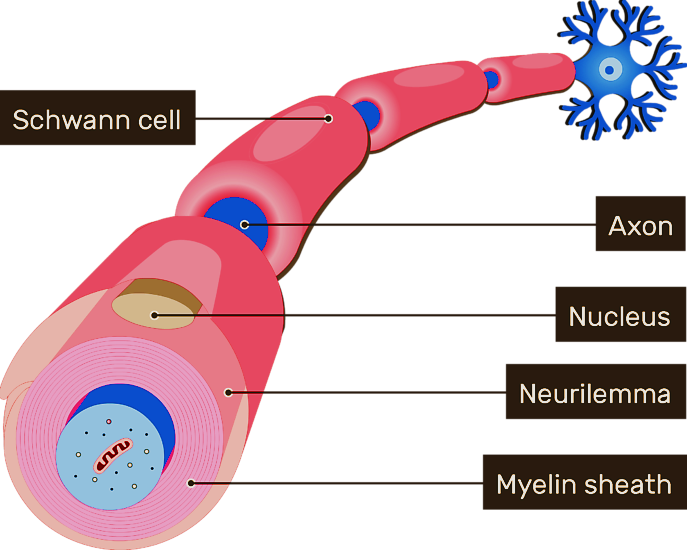 Schwann cell
Axon
Nucleus
Neurilemma
Myelin sheath